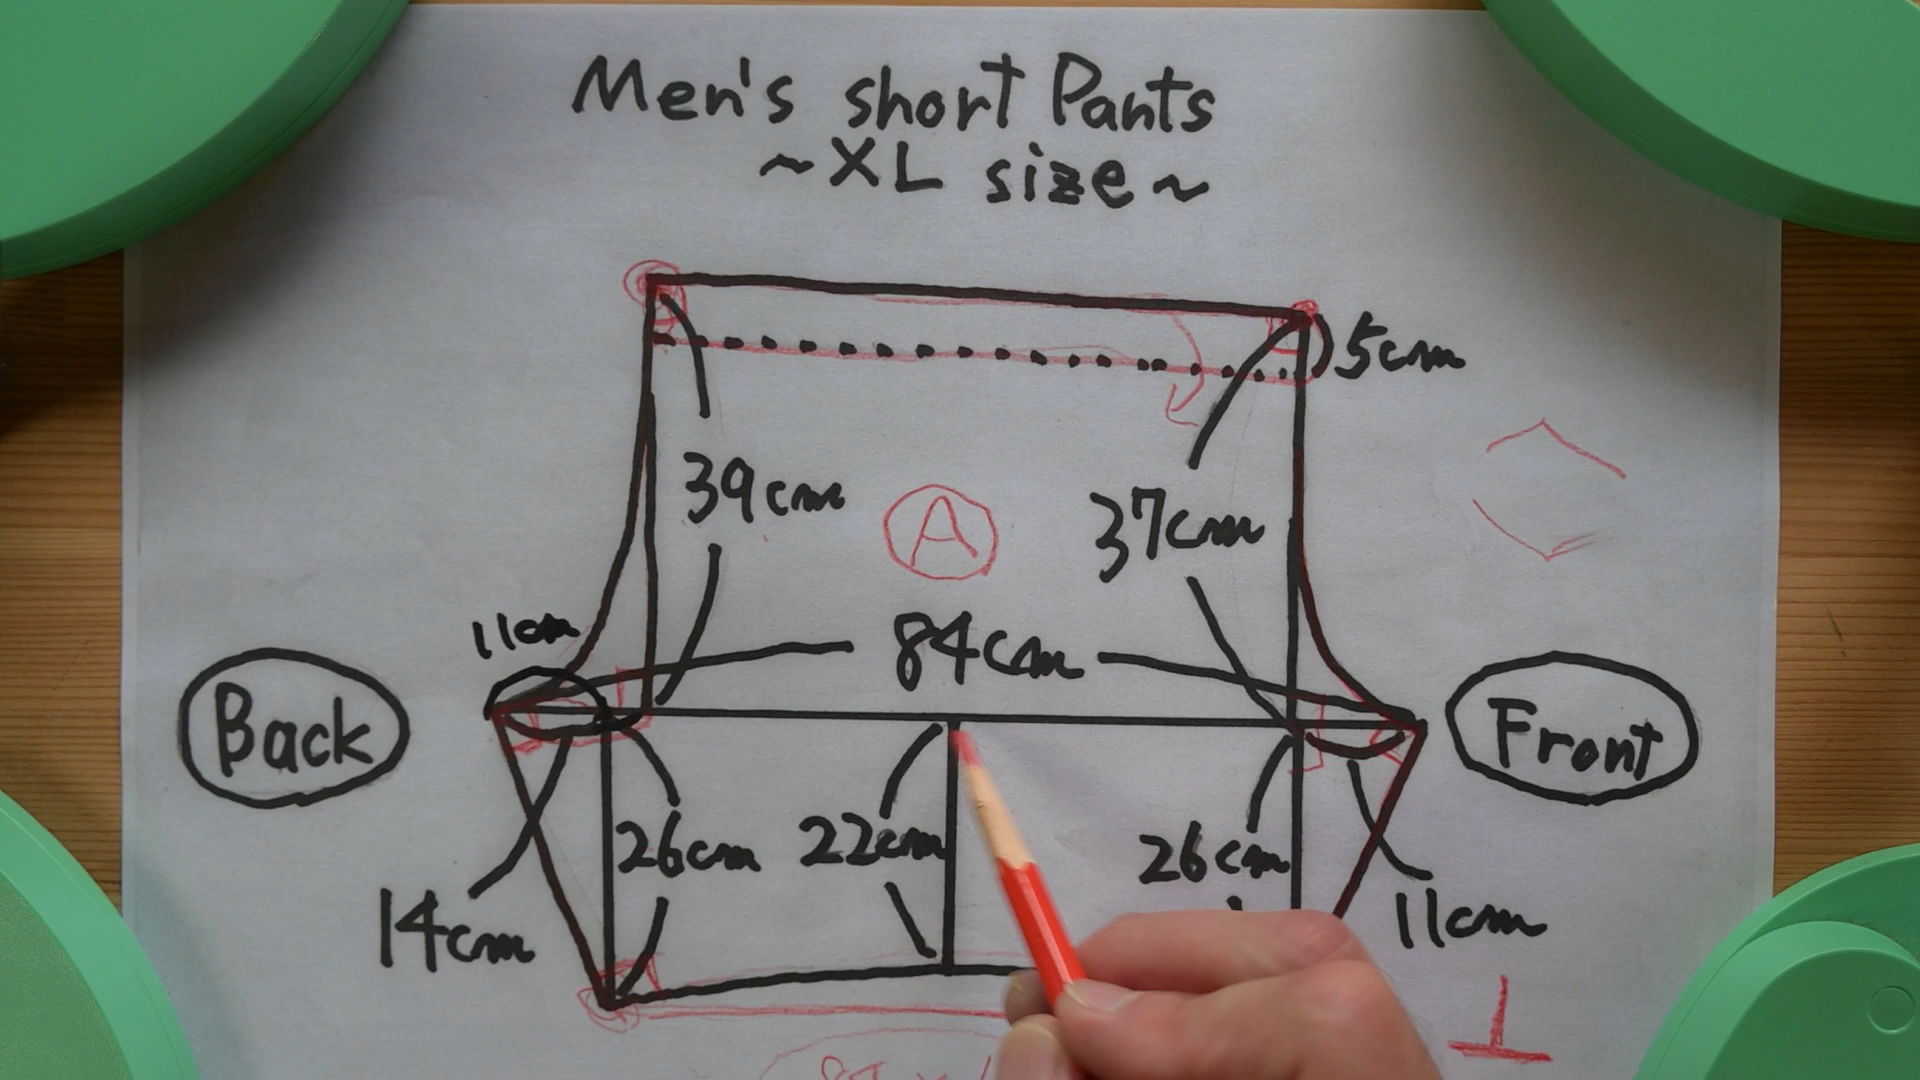 Men's short Pants
~XL size~
5cm
39cm
A
37cm
11cm
84cm
Back
Front
26cm
22cm
26cm
14cm
11cm